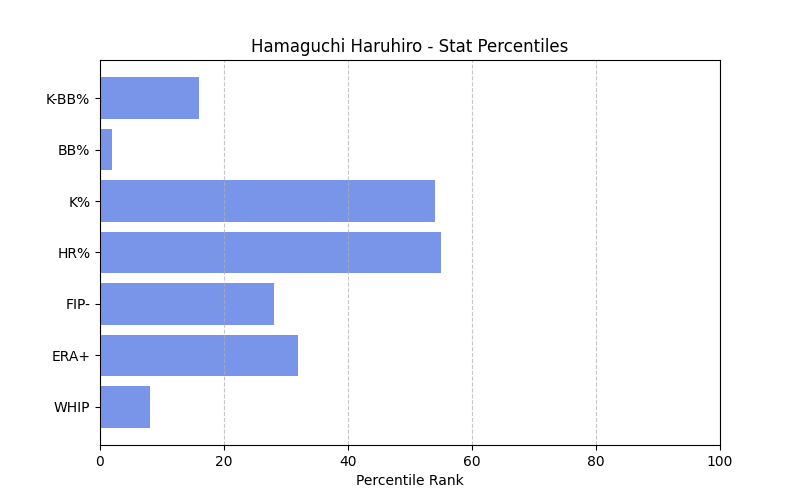 Hamaguchi Haruhiro - Stat Percentiles
K-BB%
BB%
K%
HR%
FIP-
ERA+
WHIP
0 20 40 60 80 100
Percentile Rank